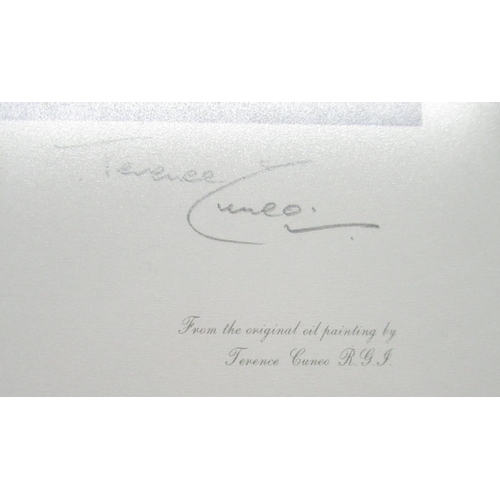 Terence
Cuneo.
From the original oil painting by
Terence Cuneo R.G.I.